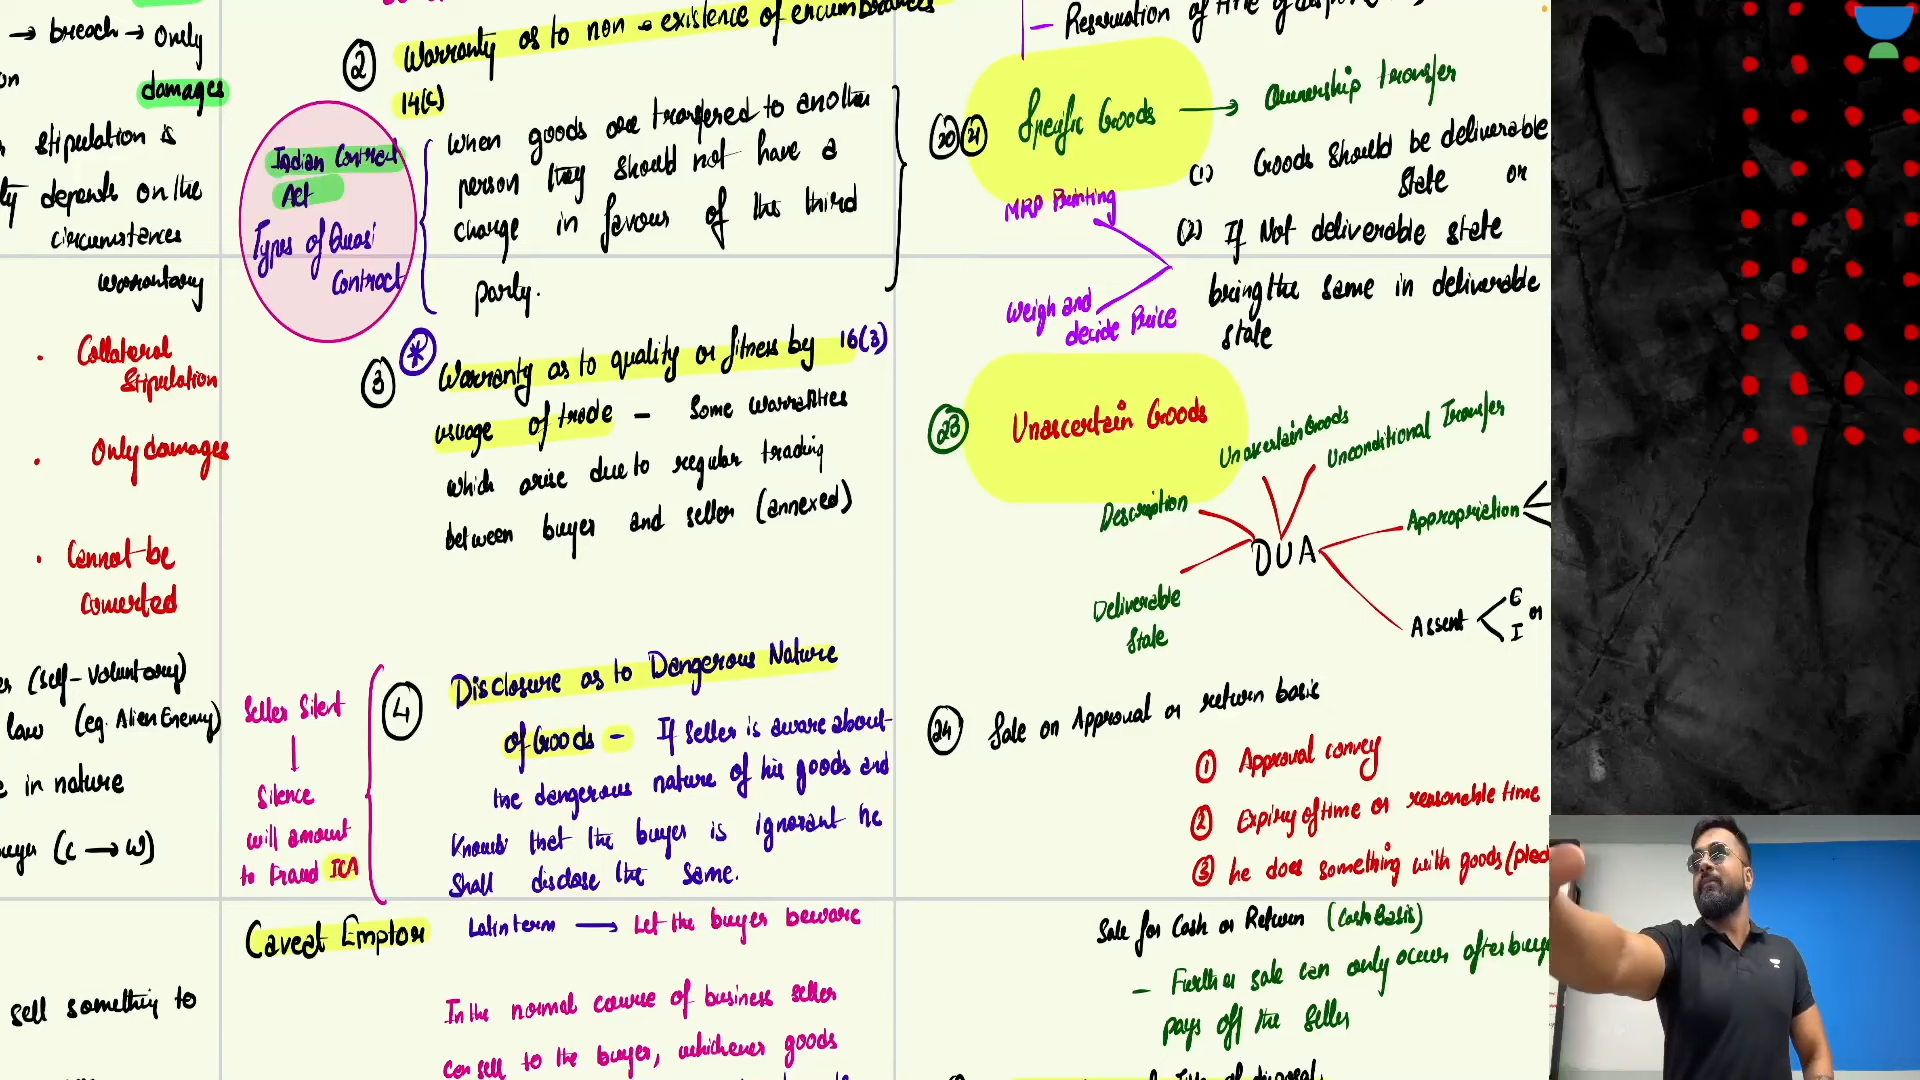 → breach → Only
damages
stipulation is
depends on the
circumstances
warrantary
• Collateral
Stipulation
• Only damages
• Cannot be
Converted
(self-voluntary)
law (eg. Alien Enemy)
in nature
(C → W)
sell something to
Indian Contract
Act
Types of Quasi
Contract
② Warranty as to non-existence of encumbrances
14(c)
When goods are transfered to another
person they should not have a
charge in favour of the third
party.
③ * Warranty as to quality or fitness by 16(3)
usuage of trade – Some warranties
which arise due to regular trading
between buyer and seller (annexed)
Seller Silent
↓
Silence
will amount
to Fraud ICA
④ Disclosure as to Dangerous Nature
of Goods – If seller is aware about
the dangerous nature of his goods and
knows that the buyer is ignorant he
shall disclose the same.
Caveat Emptor Latin term → Let the buyer beware
In the normal course of business seller
can sell to the buyer, whichever goods
– Reservation of
⑳ ㉑ Specific Goods → Ownership transfer
(1) Goods should be deliverable
State or
(2) If Not deliverable state
bring the same in deliverable
state
MRP Printing
Weigh and
decide Price
㉓ Unascertain Goods
Unascertain Goods
Unconditional Transfer
Description
Appropriation
DUA
Deliverable
State
Assent E or
I
㉔ Sale on Approval or return basis
① Approval convey
② Expiry of time or reasonable time
③ he does something with goods
Sale for Cash or Return (Cash Basis)
– Further sale can only occur after
pays off the seller
of disposal